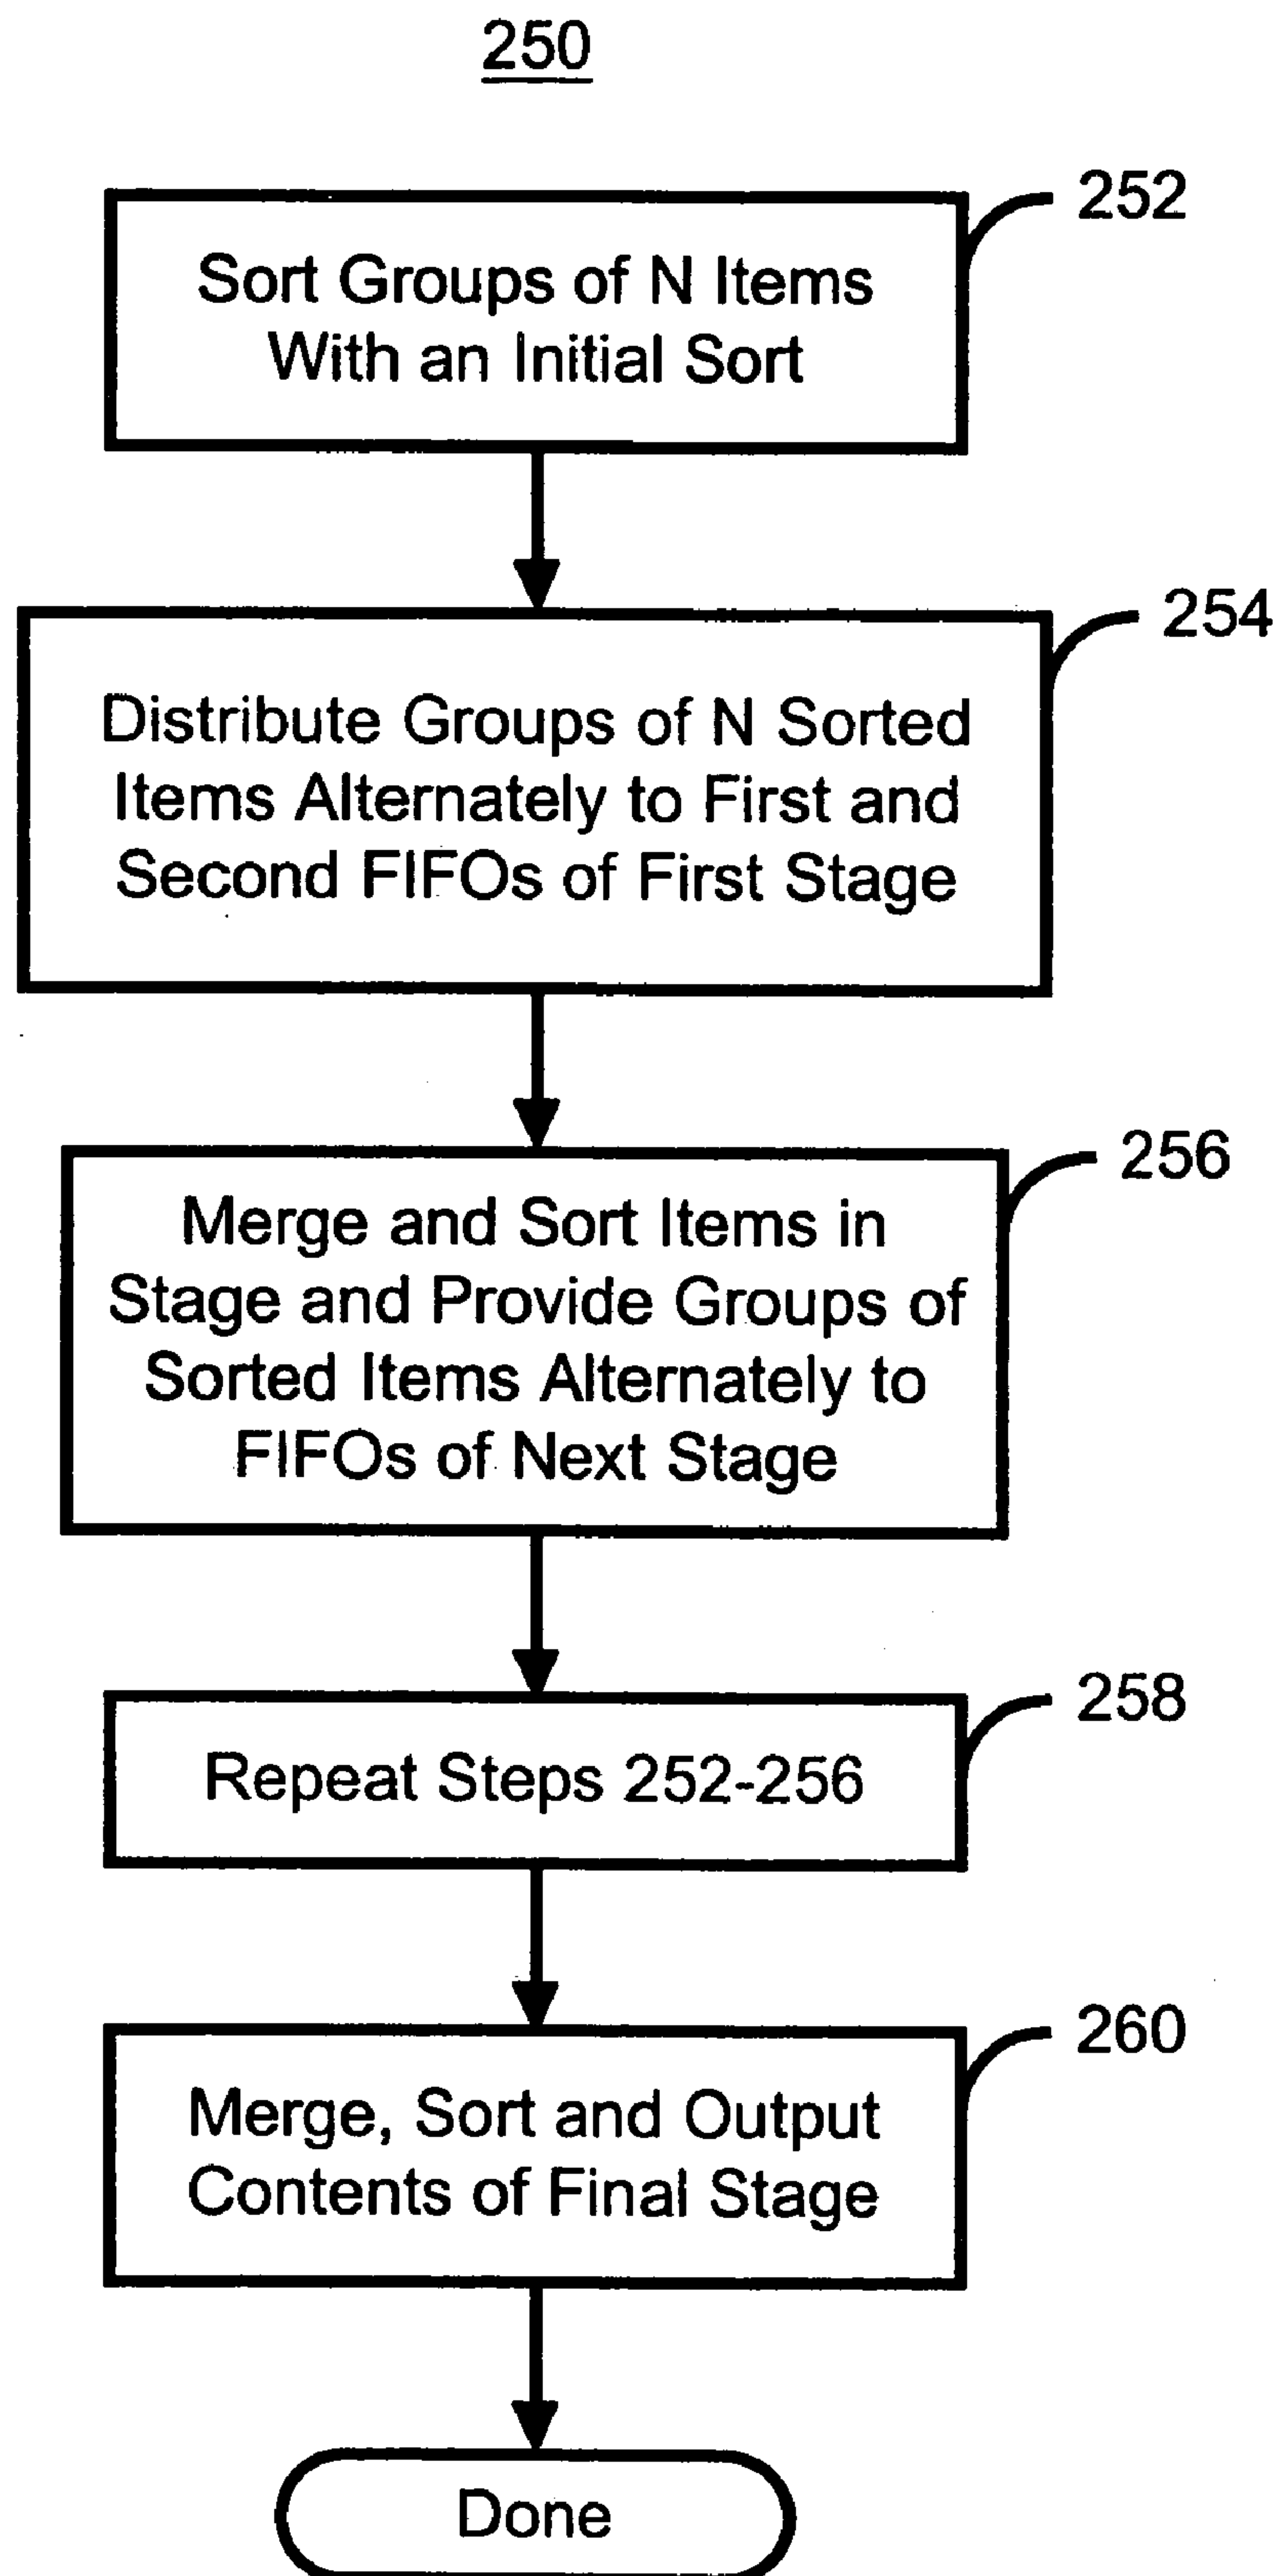 250
252
Sort Groups of N Items
With an Initial Sort
254
Distribute Groups of N Sorted
Items Alternately to First and
Second FIFOs of First Stage
256
Merge and Sort Items in
Stage and Provide Groups of
Sorted Items Alternately to
FIFOs of Next Stage
258
Repeat Steps 252-256
260
Merge, Sort and Output
Contents of Final Stage
Done